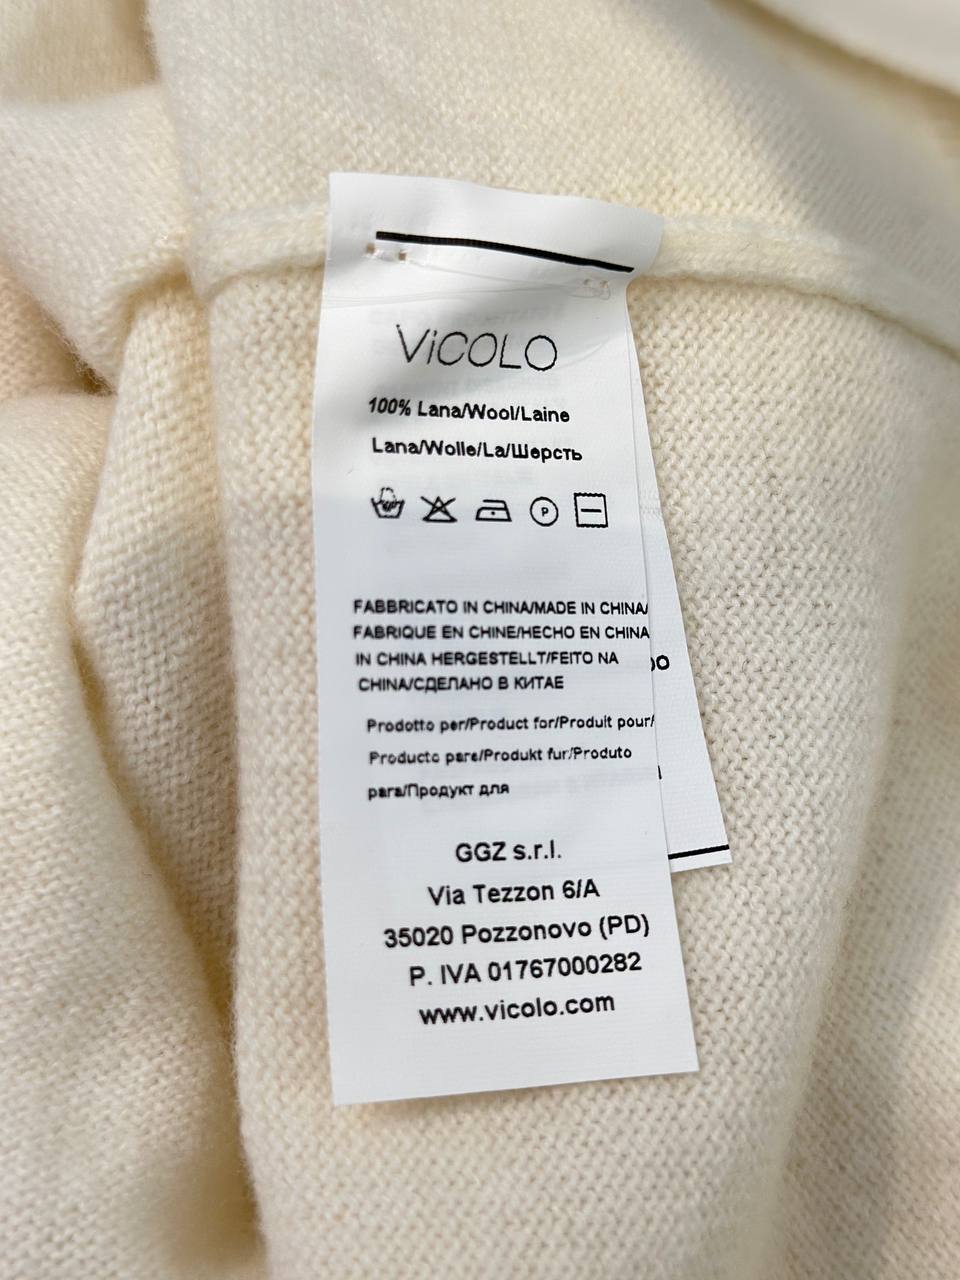 ViCOLO
100% Lana/Wool/Laine
Lana/Wolle/La/Шерсть
P
FABBRICATO IN CHINA/MADE IN CHINA/
FABRIQUE EN CHINE/HECHO EN CHINA
IN CHINA HERGESTELLT/FEITO NA
CHINA/СДЕЛАНО В КИТАЕ
Prodotto per/Product for/Produit pour/
Producto para/Produkt fur/Produto
para/Продукт для
GGZ s.r.l.
Via Tezzon 6/A
35020 Pozzonovo (PD)
P. IVA 01767000282
www.vicolo.com